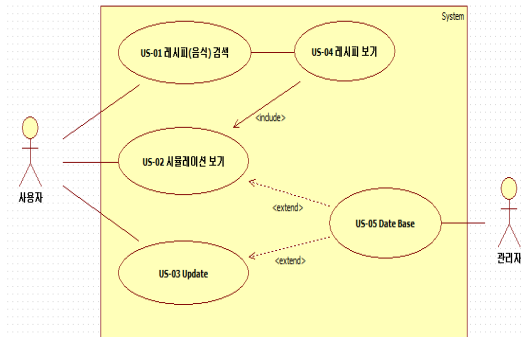 System
US-01 레시피(음식) 검색
US-04 레시피 보기
<include>
US-02 시뮬레이션 보기
사용자
<extend>
US-05 Date Base
<extend>
관리자
US-03 Update